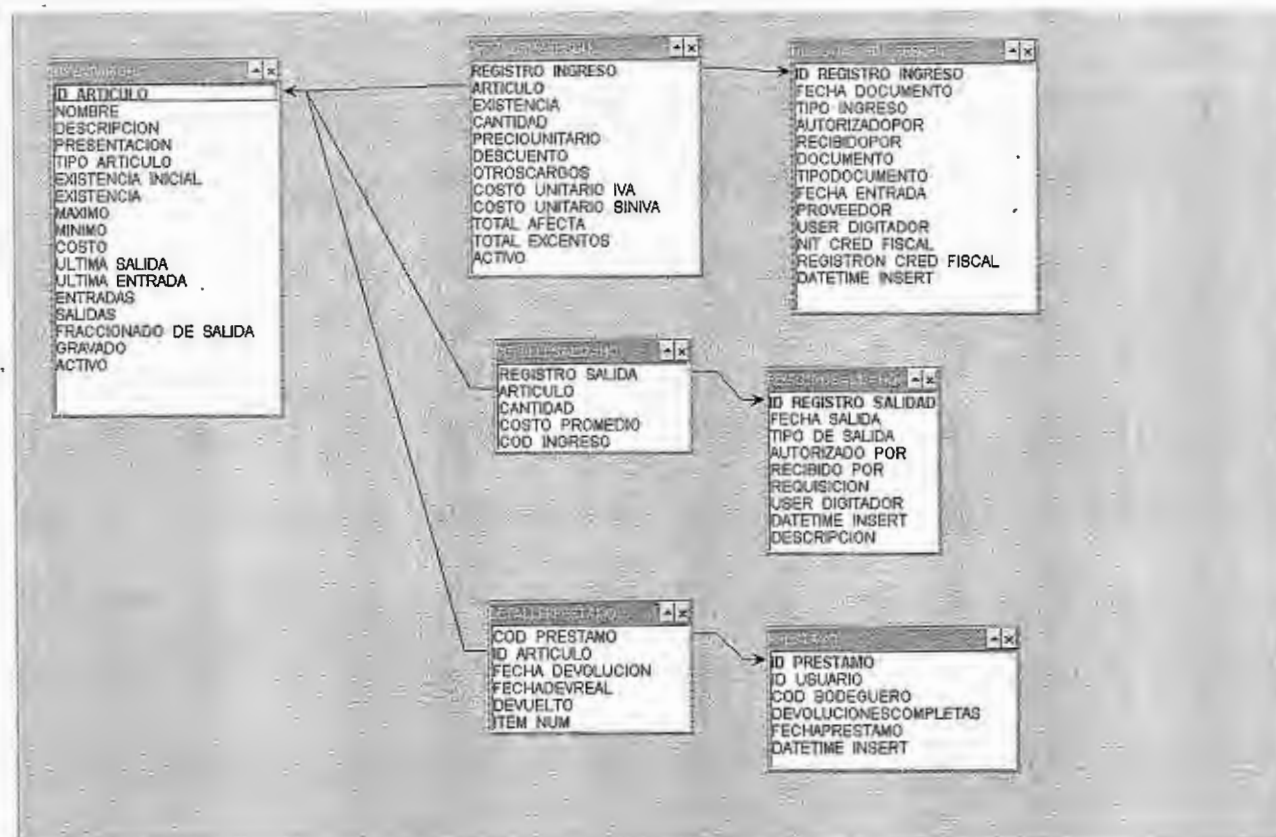 ID ARTICULO
NOMBRE
DESCRIPCION
PRESENTACION
TIPO ARTICULO
EXISTENCIA INICIAL
EXISTENCIA
MAXIMO
MINIMO
COSTO
ULTIMA SALIDA
ULTIMA ENTRADA
ENTRADAS
SALIDAS
FRACCIONADO DE SALIDA
GRAVADO
ACTIVO
REGISTRO INGRESO
ARTICULO
EXISTENCIA
CANTIDAD
PRECIOUNITARIO
DESCUENTO
OTROSCARGOS
COSTO UNITARIO IVA
COSTO UNITARIO SINIVA
TOTAL AFECTA
TOTAL EXCENTOS
ACTIVO
ID REGISTRO INGRESO
FECHA DOCUMENTO
TIPO INGRESO
AUTORIZADOPOR
RECIBIDOPOR
DOCUMENTO
TIPODOCUMENTO
FECHA ENTRADA
PROVEEDOR
USER DIGITADOR
NIT CRED FISCAL
REGISTRON CRED FISCAL
DATETIME INSERT
REGISTRO SALIDA
ARTICULO
CANTIDAD
COSTO PROMEDIO
COD INGRESO
ID REGISTRO SALIDAD
FECHA SALIDA
TIPO DE SALIDA
AUTORIZADO POR
RECIBIDO POR
REQUISICION
USER DIGITADOR
DATETIME INSERT
DESCRIPCION
COD PRESTAMO
ID ARTICULO
FECHA DEVOLUCION
FECHADEVREAL
DEVUELTO
ITEM NUM
ID PRESTAMO
ID USUARIO
COD BODEGUERO
DEVOLUCIONESCOMPLETAS
FECHAPRESTAMO
DATETIME INSERT